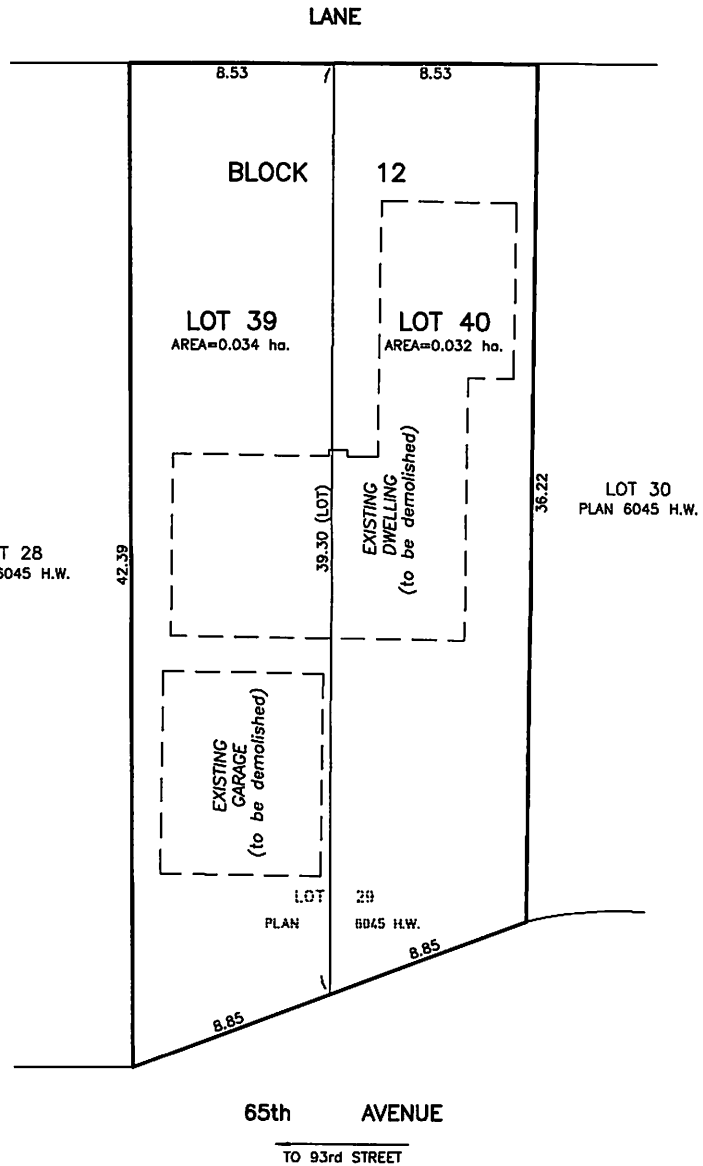 LANE
8.53 8.53
BLOCK 12
LOT 39
AREA=0.034 ha.
LOT 40
AREA=0.032 ha.
EXISTING
DWELLING
(to be demolished)
39.30 (LOT)
36.22
LOT 30
PLAN 6045 H.W.
T 28
6045 H.W.
42.39
EXISTING
GARAGE
(to be demolished)
LOT 29
PLAN 6045 H.W.
8.85
8.85
65th AVENUE
TO 93rd STREET